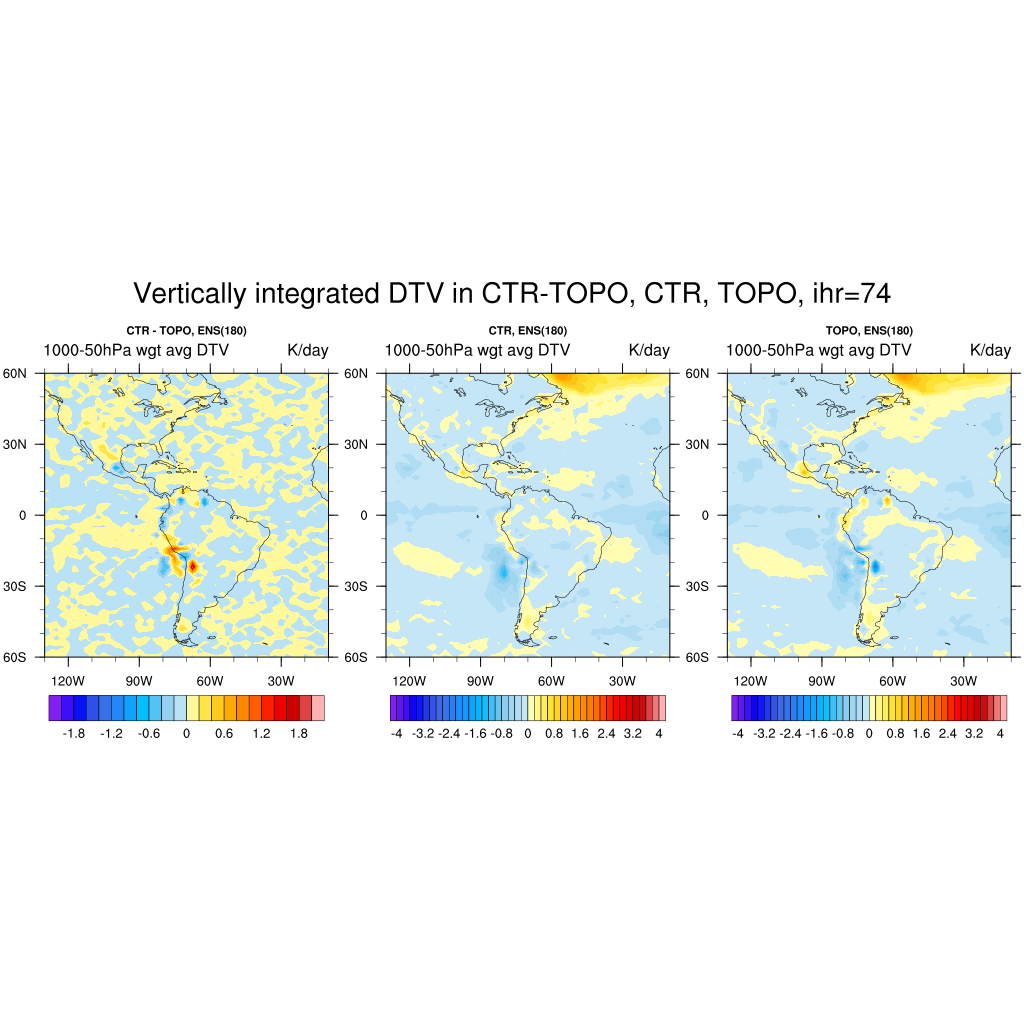 Vertically integrated DTV in CTR-TOPO, CTR, TOPO, ihr=74
CTR - TOPO, ENS(180)
1000-50hPa wgt avg DTV K/day
60N
30N
0
30S
60S
120W 90W 60W 30W
-1.8 -1.2 -0.6 0 0.6 1.2 1.8
CTR, ENS(180)
1000-50hPa wgt avg DTV K/day
60N
30N
0
30S
60S
120W 90W 60W 30W
-4 -3.2 -2.4 -1.6 -0.8 0 0.8 1.6 2.4 3.2 4
TOPO, ENS(180)
1000-50hPa wgt avg DTV K/day
60N
30N
0
30S
60S
120W 90W 60W 30W
-4 -3.2 -2.4 -1.6 -0.8 0 0.8 1.6 2.4 3.2 4